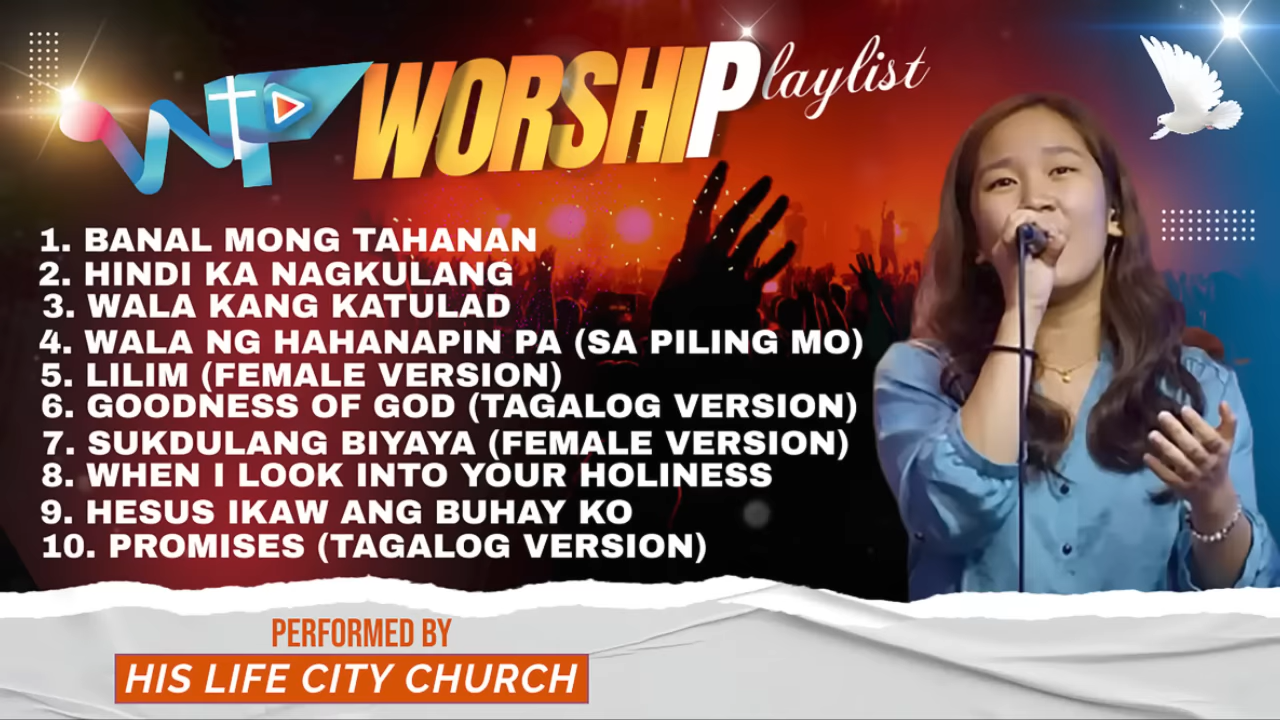 WP WORSHIPlaylist
1. BANAL MONG TAHANAN
2. HINDI KA NAGKULANG
3. WALA KANG KATULAD
4. WALA NG HAHANAPIN PA (SA PILING MO)
5. LILIM (FEMALE VERSION)
6. GOODNESS OF GOD (TAGALOG VERSION)
7. SUKDULANG BIYAYA (FEMALE VERSION)
8. WHEN I LOOK INTO YOUR HOLINESS
9. HESUS IKAW ANG BUHAY KO
10. PROMISES (TAGALOG VERSION)
PERFORMED BY
HIS LIFE CITY CHURCH